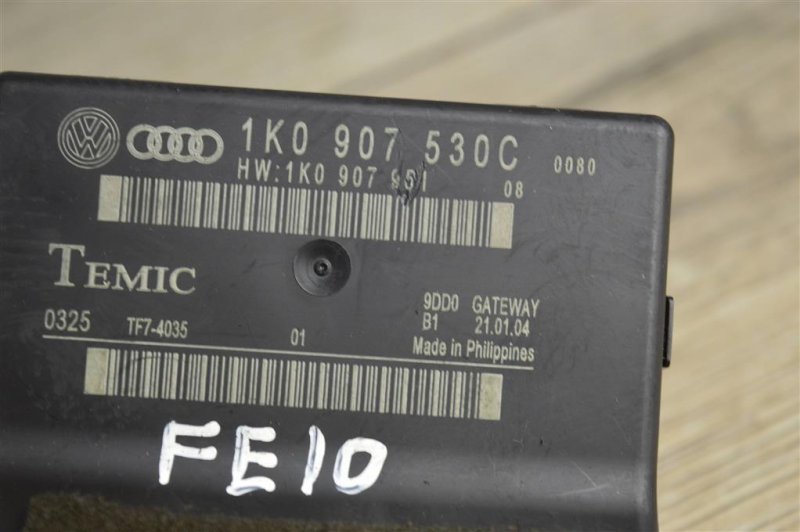 VW 1K0 907 530C 0080
HW:1K0 907 951 08
TEMIC
9DD0 GATEWAY
0325 TF7-4035 01 B1 21.01.04
Made in Philippines
FE10